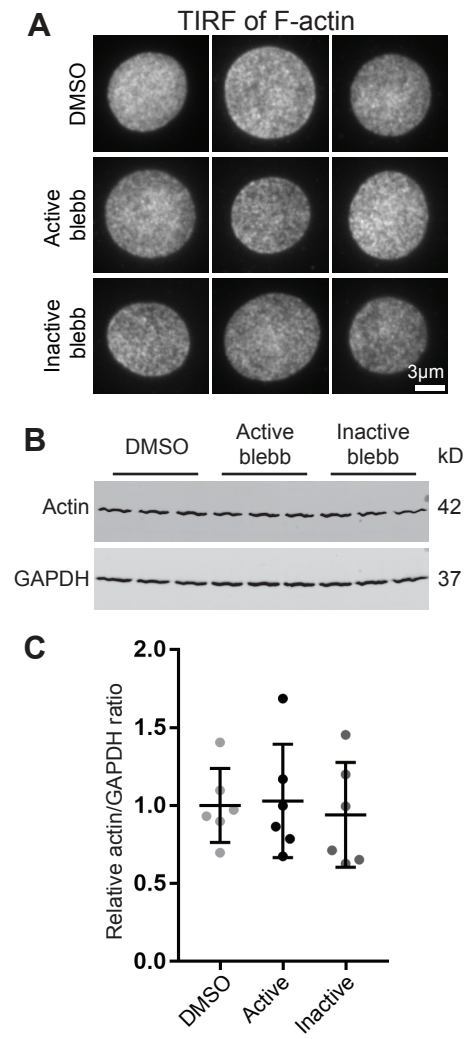 A
TIRF of F-actin
DMSO
Active
blebb
Inactive
blebb
3µm
B
DMSO
Active
blebb
Inactive
blebb
kD
Actin
42
GAPDH
37
C
Relative actin/GAPDH ratio
2.0
1.5
1.0
0.5
0.0
DMSO
Active
Inactive